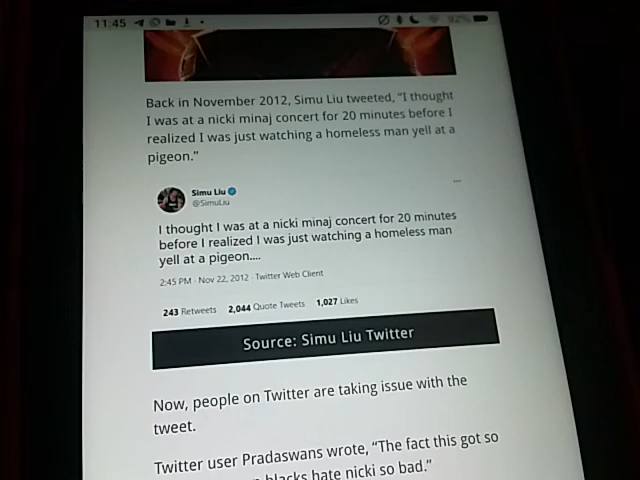 11:45
92%
Back in November 2012, Simu Liu tweeted, “I thought
I was at a nicki minaj concert for 20 minutes before I
realized I was just watching a homeless man yell at a
pigeon.”
Simu Liu
@SimuLiu
I thought I was at a nicki minaj concert for 20 minutes
before I realized I was just watching a homeless man
yell at a pigeon....
2:45 PM · Nov 22, 2012 · Twitter Web Client
243 Retweets 2,044 Quote Tweets 1,027 Likes
Source: Simu Liu Twitter
Now, people on Twitter are taking issue with the
tweet.
Twitter user Pradaswans wrote, “The fact this got so
blacks hate nicki so bad.”